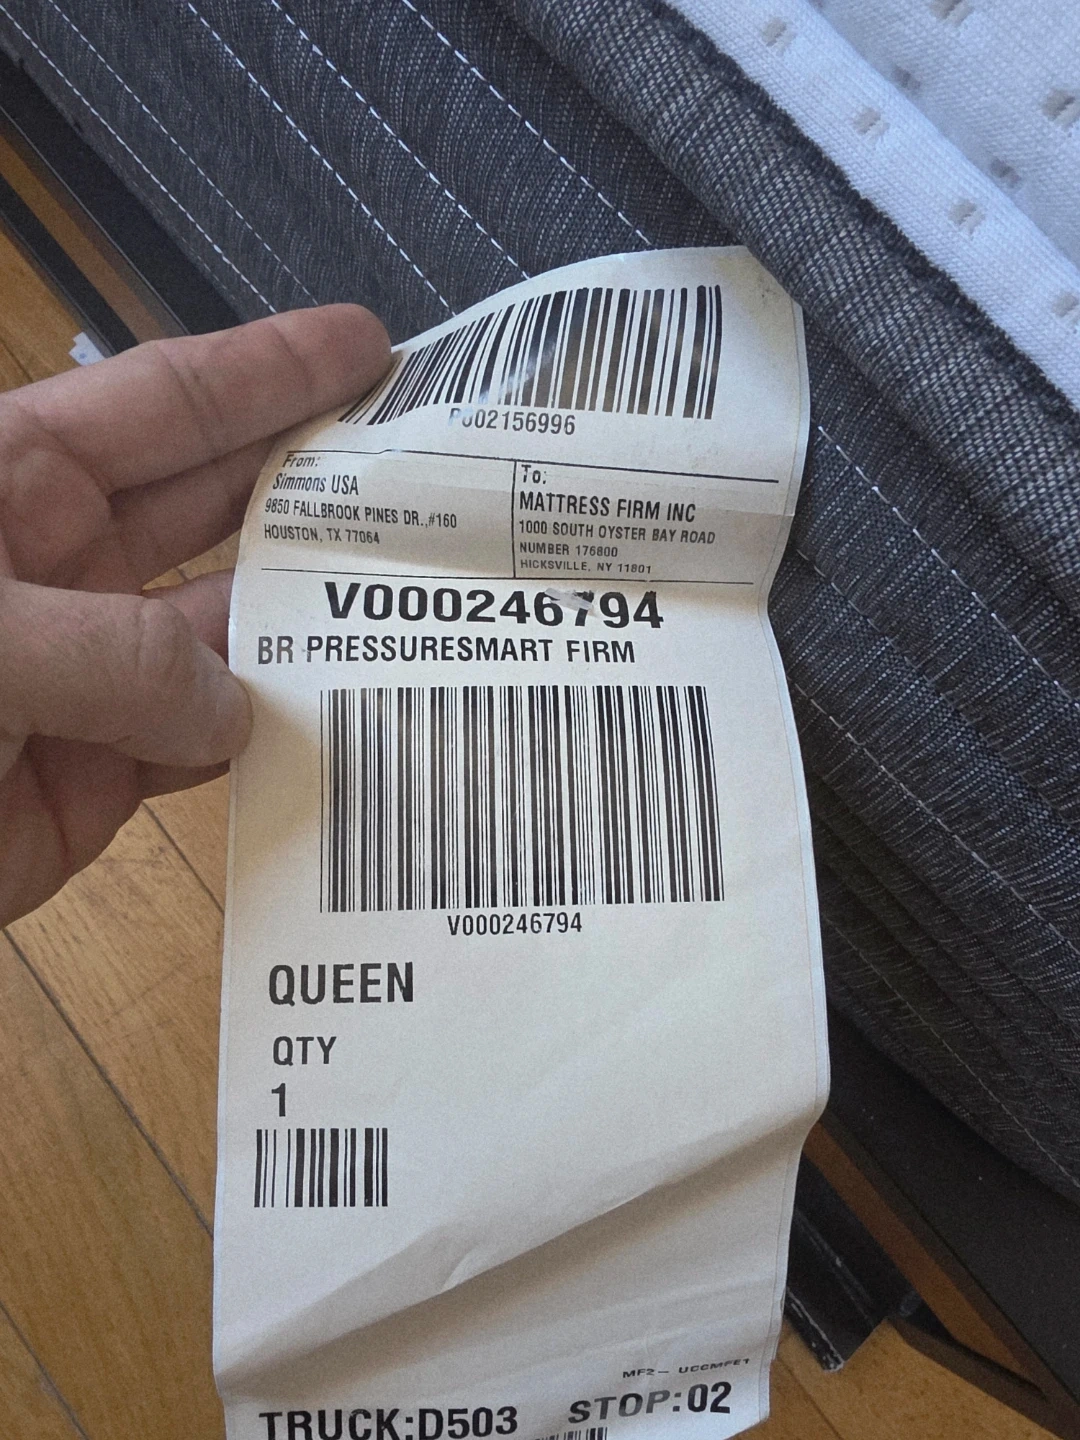 P002156996
From:
Simmons USA
9850 FALLBROOK PINES DR.,#160
HOUSTON, TX 77064
To:
MATTRESS FIRM INC
1000 SOUTH OYSTER BAY ROAD
NUMBER 176800
HICKSVILLE, NY 11801
V000246794
BR PRESSURESMART FIRM
V000246794
QUEEN
QTY
1
MF2– UCCMFE1
TRUCK:D503 STOP:02